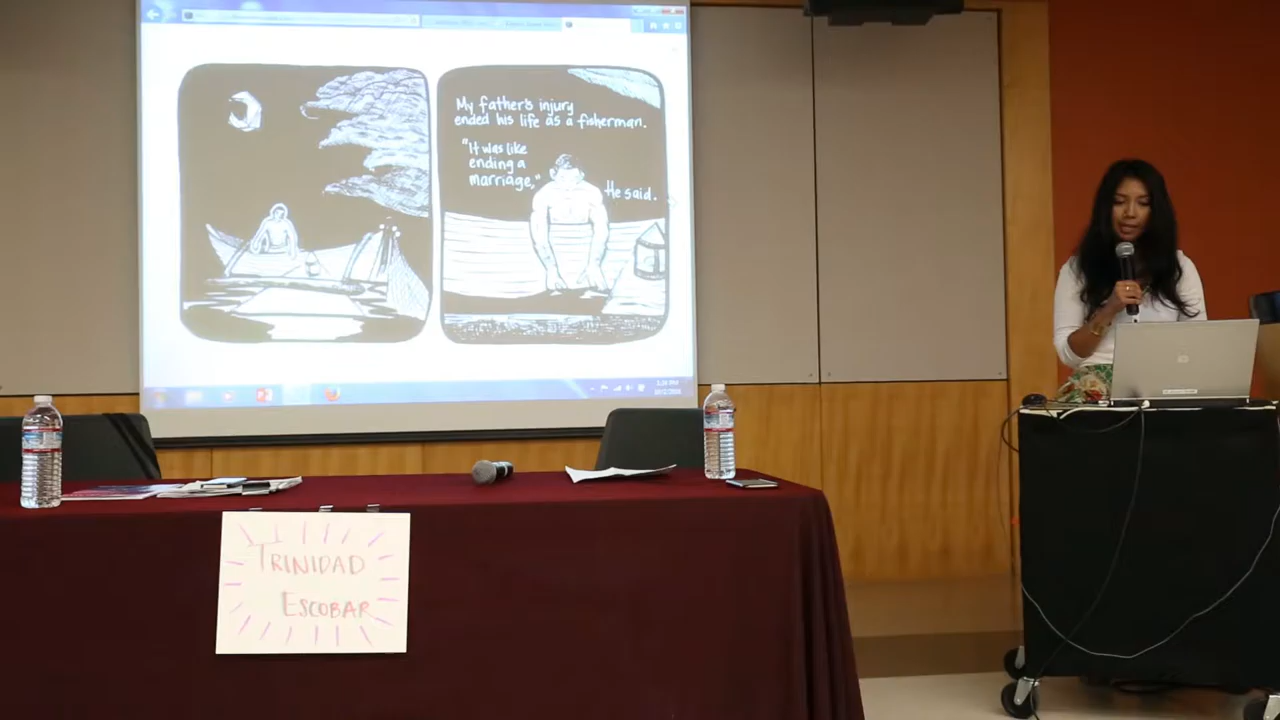 My father's injury
ended his life as a fisherman.
"It was like
ending a
marriage,"
He said.
TRINIDAD
ESCOBAR